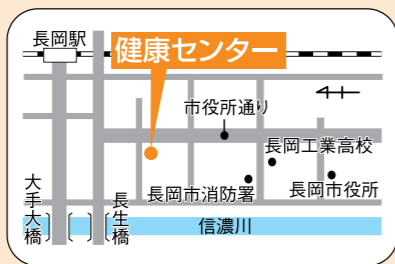 長岡駅
健康センター
市役所通り
長岡工業高校
長岡市消防署
長岡市役所
大手大橋
長生橋
信濃川